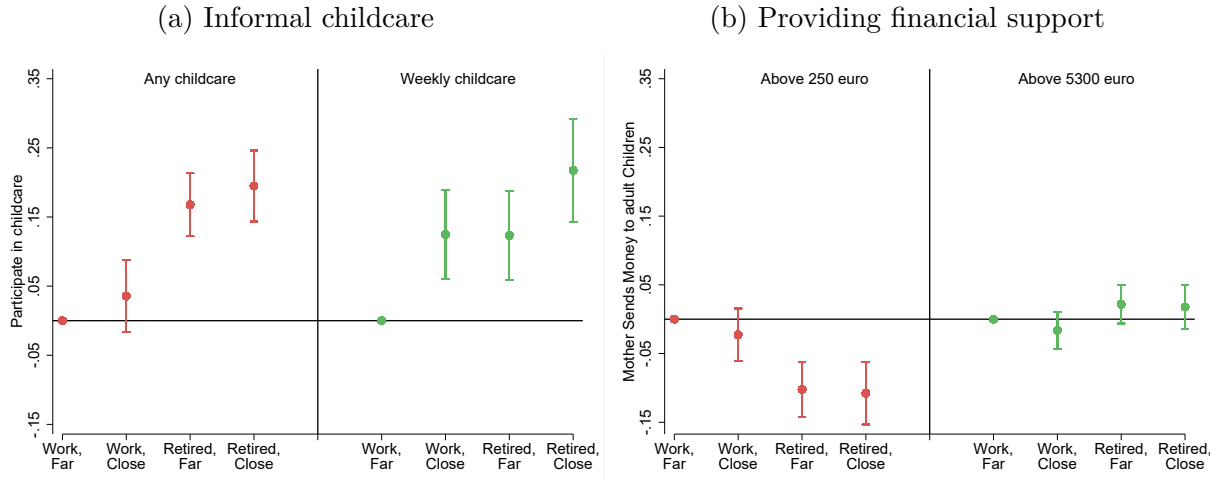 (a) Informal childcare
Any childcare
Weekly childcare
Participate in childcare
.35
.25
.15
.05
-.05
-.15
Work,
Far
Work,
Close
Retired,
Far
Retired,
Close
Work,
Far
Work,
Close
Retired,
Far
Retired,
Close
(b) Providing financial support
Above 250 euro
Above 5300 euro
Mother Sends Money to adult Children
.35
.25
.15
.05
-.05
-.15
Work,
Far
Work,
Close
Retired,
Far
Retired,
Close
Work,
Far
Work,
Close
Retired,
Far
Retired,
Close